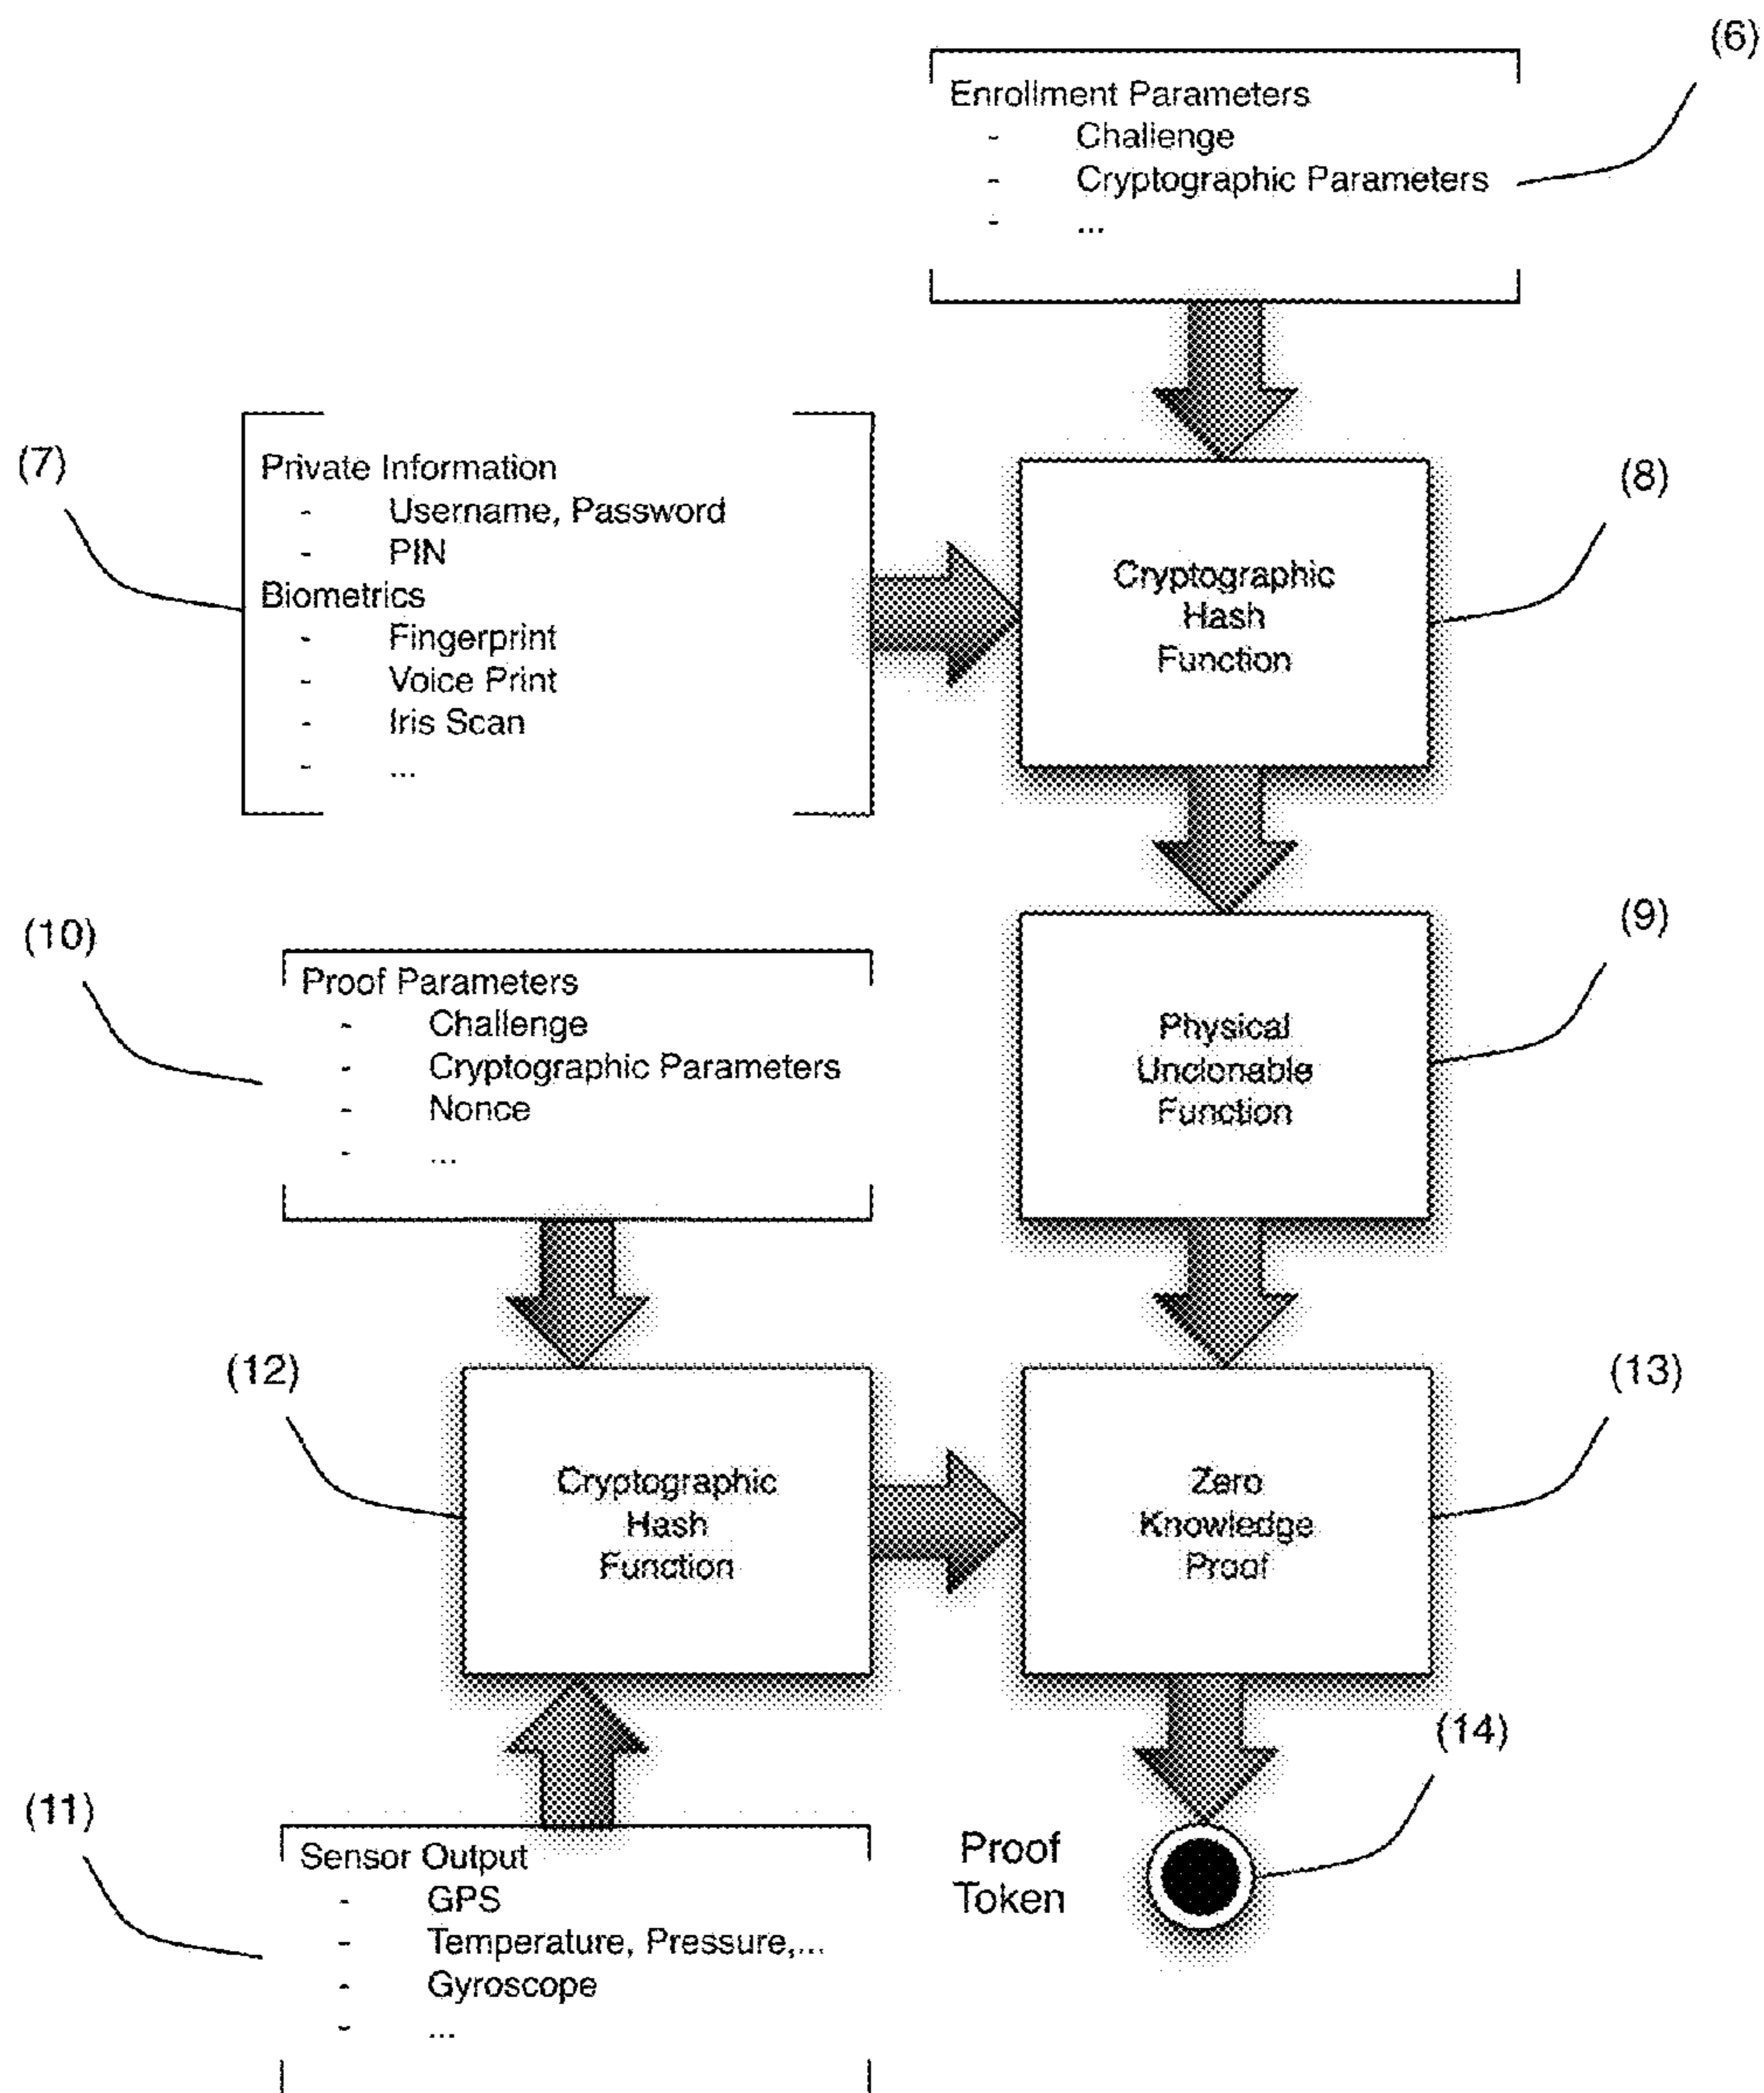 (6)
Enrollment Parameters
- Challenge
- Cryptographic Parameters
- ...
(7)
Private Information
- Username, Password
- PIN
Biometrics
- Fingerprint
- Voice Print
- Iris Scan
- ...
(8)
Cryptographic
Hash
Function
(9)
Physical
Unclonable
Function
(10)
Proof Parameters
- Challenge
- Cryptographic Parameters
- Nonce
- ...
(12)
Cryptographic
Hash
Function
(13)
Zero
Knowledge
Proof
(11)
Sensor Output
- GPS
- Temperature, Pressure,...
- Gyroscope
- ...
(14)
Proof
Token